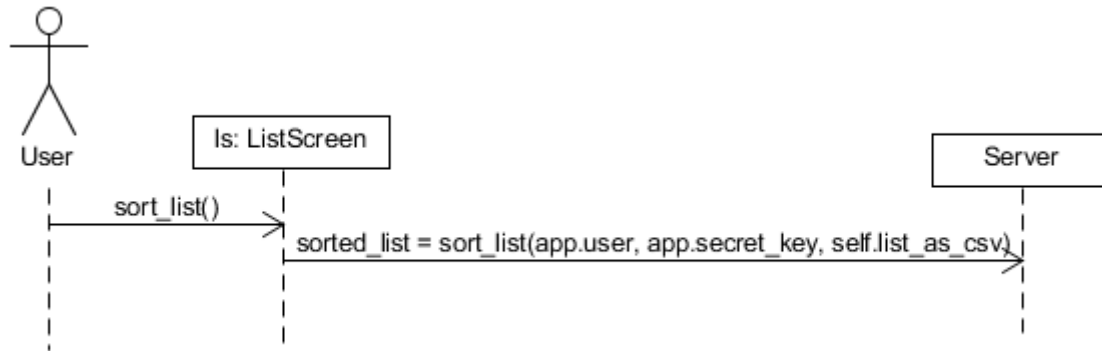 User
ls: ListScreen
Server
sort_list()
sorted_list = sort_list(app.user, app.secret_key, self.list_as_csv)